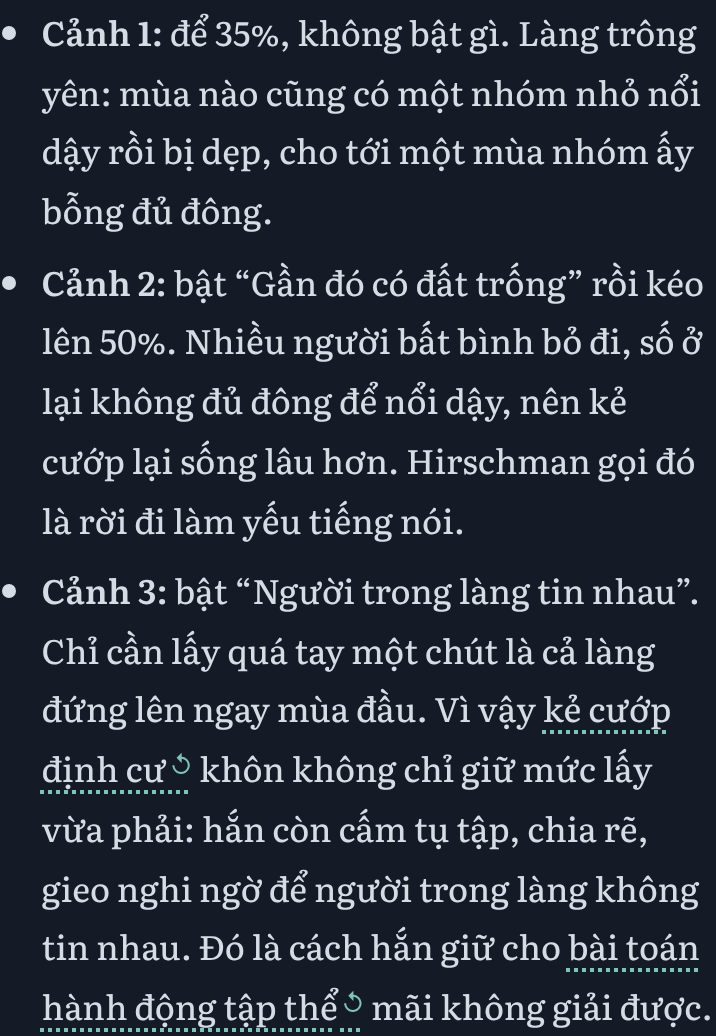 Cảnh 1: để 35%, không bật gì. Làng trông
yên: mùa nào cũng có một nhóm nhỏ nổi
dậy rồi bị dẹp, cho tới một mùa nhóm ấy
bỗng đủ đông.
Cảnh 2: bật “Gần đó có đất trống” rồi kéo
lên 50%. Nhiều người bất bình bỏ đi, số ở
lại không đủ đông để nổi dậy, nên kẻ
cướp lại sống lâu hơn. Hirschman gọi đó
là rời đi làm yếu tiếng nói.
Cảnh 3: bật “Người trong làng tin nhau”.
Chỉ cần lấy quá tay một chút là cả làng
đứng lên ngay mùa đầu. Vì vậy kẻ cướp
định cư khôn không chỉ giữ mức lấy
vừa phải: hắn còn cấm tụ tập, chia rẽ,
gieo nghi ngờ để người trong làng không
tin nhau. Đó là cách hắn giữ cho bài toán
hành động tập thể mãi không giải được.